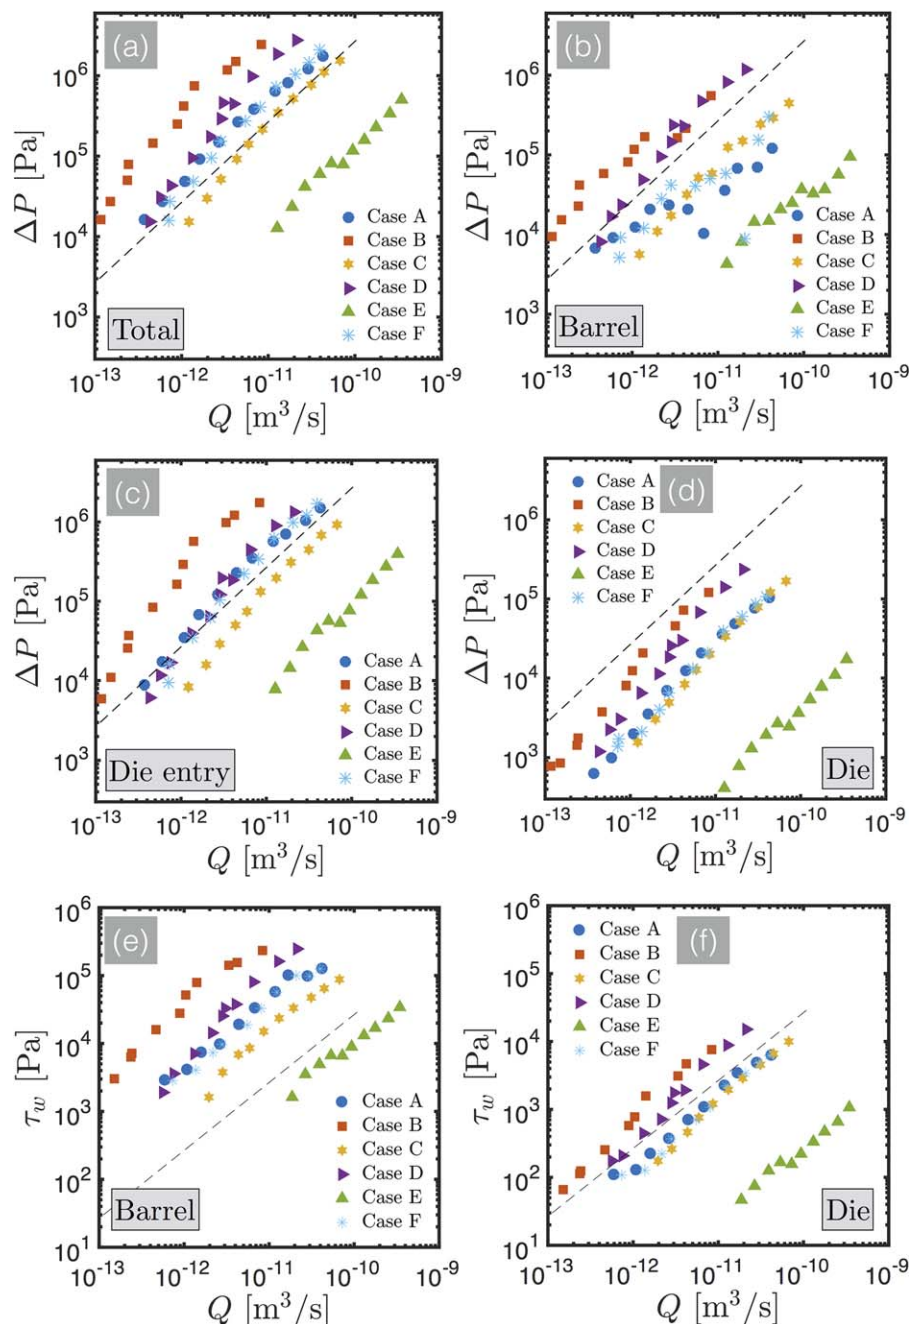 (a)
ΔP [Pa]
10^6
10^5
10^4
10^3
Case A
Case B
Case C
Case D
Case E
Case F
Total
10^-13 10^-12 10^-11 10^-10 10^-9
Q [m^3/s]
(b)
ΔP [Pa]
10^6
10^5
10^4
10^3
Case A
Case B
Case C
Case D
Case E
Case F
Barrel
10^-13 10^-12 10^-11 10^-10 10^-9
Q [m^3/s]
(c)
ΔP [Pa]
10^6
10^5
10^4
10^3
Case A
Case B
Case C
Case D
Case E
Case F
Die entry
10^-13 10^-12 10^-11 10^-10 10^-9
Q [m^3/s]
(d)
ΔP [Pa]
10^6
10^5
10^4
10^3
Case A
Case B
Case C
Case D
Case E
Case F
Die
10^-13 10^-12 10^-11 10^-10 10^-9
Q [m^3/s]
(e)
τ_w [Pa]
10^6
10^5
10^4
10^3
10^2
10^1
Case A
Case B
Case C
Case D
Case E
Case F
Barrel
10^-13 10^-12 10^-11 10^-10 10^-9
Q [m^3/s]
(f)
τ_w [Pa]
10^6
10^5
10^4
10^3
10^2
10^1
Case A
Case B
Case C
Case D
Case E
Case F
Die
10^-13 10^-12 10^-11 10^-10 10^-9
Q [m^3/s]